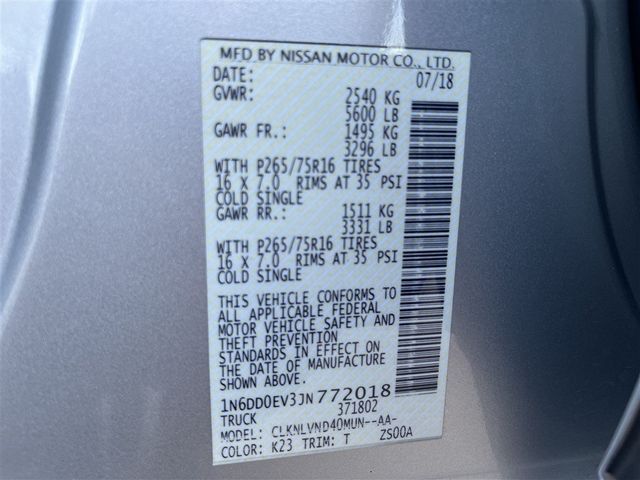 MFD BY NISSAN MOTOR CO., LTD.
DATE: 07/18
GVWR: 2540 KG
5600 LB
GAWR FR.: 1495 KG
3296 LB
WITH P265/75R16 TIRES
16 X 7.0 RIMS AT 35 PSI
COLD SINGLE
GAWR RR.: 1511 KG
3331 LB
WITH P265/75R16 TIRES
16 X 7.0 RIMS AT 35 PSI
COLD SINGLE
THIS VEHICLE CONFORMS TO
ALL APPLICABLE FEDERAL
MOTOR VEHICLE SAFETY AND
THEFT PREVENTION
STANDARDS IN EFFECT ON
THE DATE OF MANUFACTURE
SHOWN ABOVE.
1N6DD0EV3JN772018
TRUCK 371802
MODEL: CLKNLVND40MUN--AA-
COLOR: K23 TRIM: T ZS00A